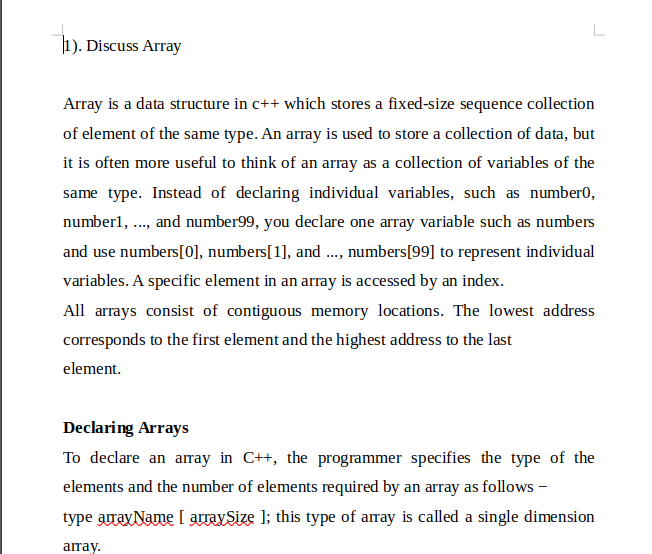 1). Discuss Array
Array is a data structure in c++ which stores a fixed-size sequence collection
of element of the same type. An array is used to store a collection of data, but
it is often more useful to think of an array as a collection of variables of the
same type. Instead of declaring individual variables, such as number0,
number1, ..., and number99, you declare one array variable such as numbers
and use numbers[0], numbers[1], and ..., numbers[99] to represent individual
variables. A specific element in an array is accessed by an index.
All arrays consist of contiguous memory locations. The lowest address
corresponds to the first element and the highest address to the last
element.
Declaring Arrays
To declare an array in C++, the programmer specifies the type of the
elements and the number of elements required by an array as follows −
type arrayName [ arraySize ]; this type of array is called a single dimension
array.